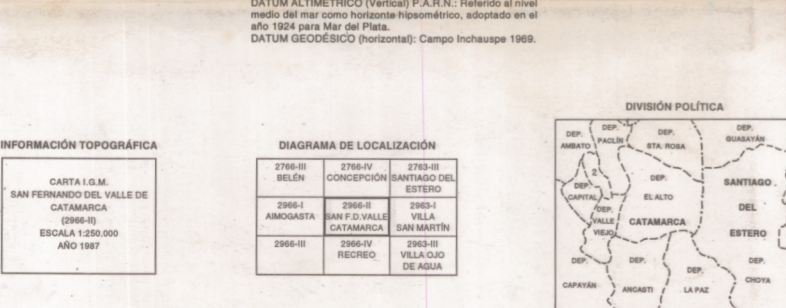 DATUM ALTIMÉTRICO (Vertical) P.A.R.N.: Referido al nivel
medio del mar como horizonte hipsométrico, adoptado en el
año 1924 para Mar del Plata.
DATUM GEODÉSICO (horizontal): Campo Inchauspe 1969.
INFORMACIÓN TOPOGRÁFICA
CARTA I.G.M.
SAN FERNANDO DEL VALLE DE
CATAMARCA
(2966-II)
ESCALA 1:250.000
AÑO 1987
DIAGRAMA DE LOCALIZACIÓN
2766-III
BELÉN
2766-IV
CONCEPCIÓN
2763-III
SANTIAGO DEL
ESTERO
2966-I
AIMOGASTA
2966-II
SAN F.D.VALLE
CATAMARCA
2963-I
VILLA
SAN MARTÍN
2966-III
2966-IV
RECREO
2963-III
VILLA OJO
DE AGUA
DIVISIÓN POLÍTICA
DEP.
AMBATO
DEP.
PACLÍN
DEP.
STA. ROSA
DEP.
GUASAYÁN
2
DEP.
CAPITAL
DEP.
VALLE
VIEJO
DEP.
EL ALTO
CATAMARCA
SANTIAGO
DEL
ESTERO
DEP.
CAPAYÁN
DEP.
ANCASTI
DEP.
LA PAZ
DEP.
CHOYA